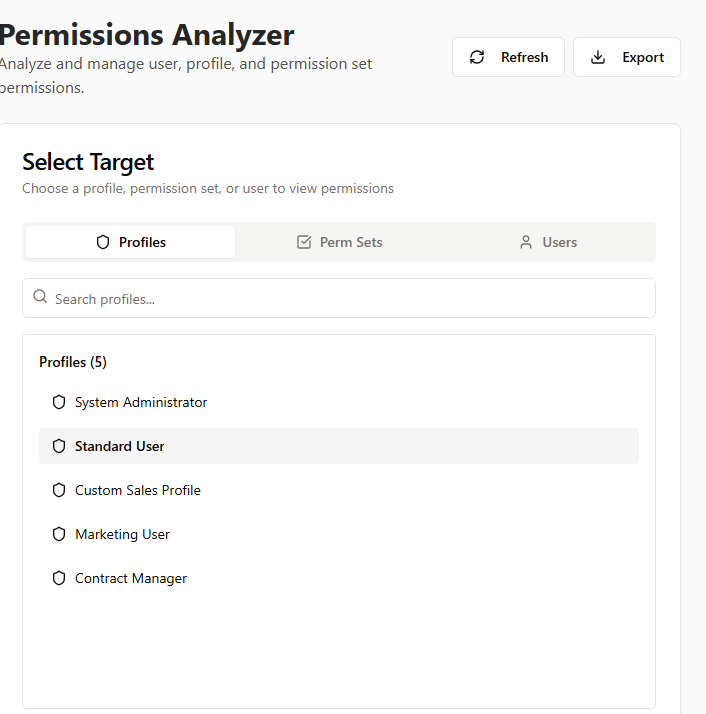 Permissions Analyzer
Analyze and manage user, profile, and permission set
permissions.
Refresh
Export
Select Target
Choose a profile, permission set, or user to view permissions
Profiles
Perm Sets
Users
Search profiles...
Profiles (5)
System Administrator
Standard User
Custom Sales Profile
Marketing User
Contract Manager